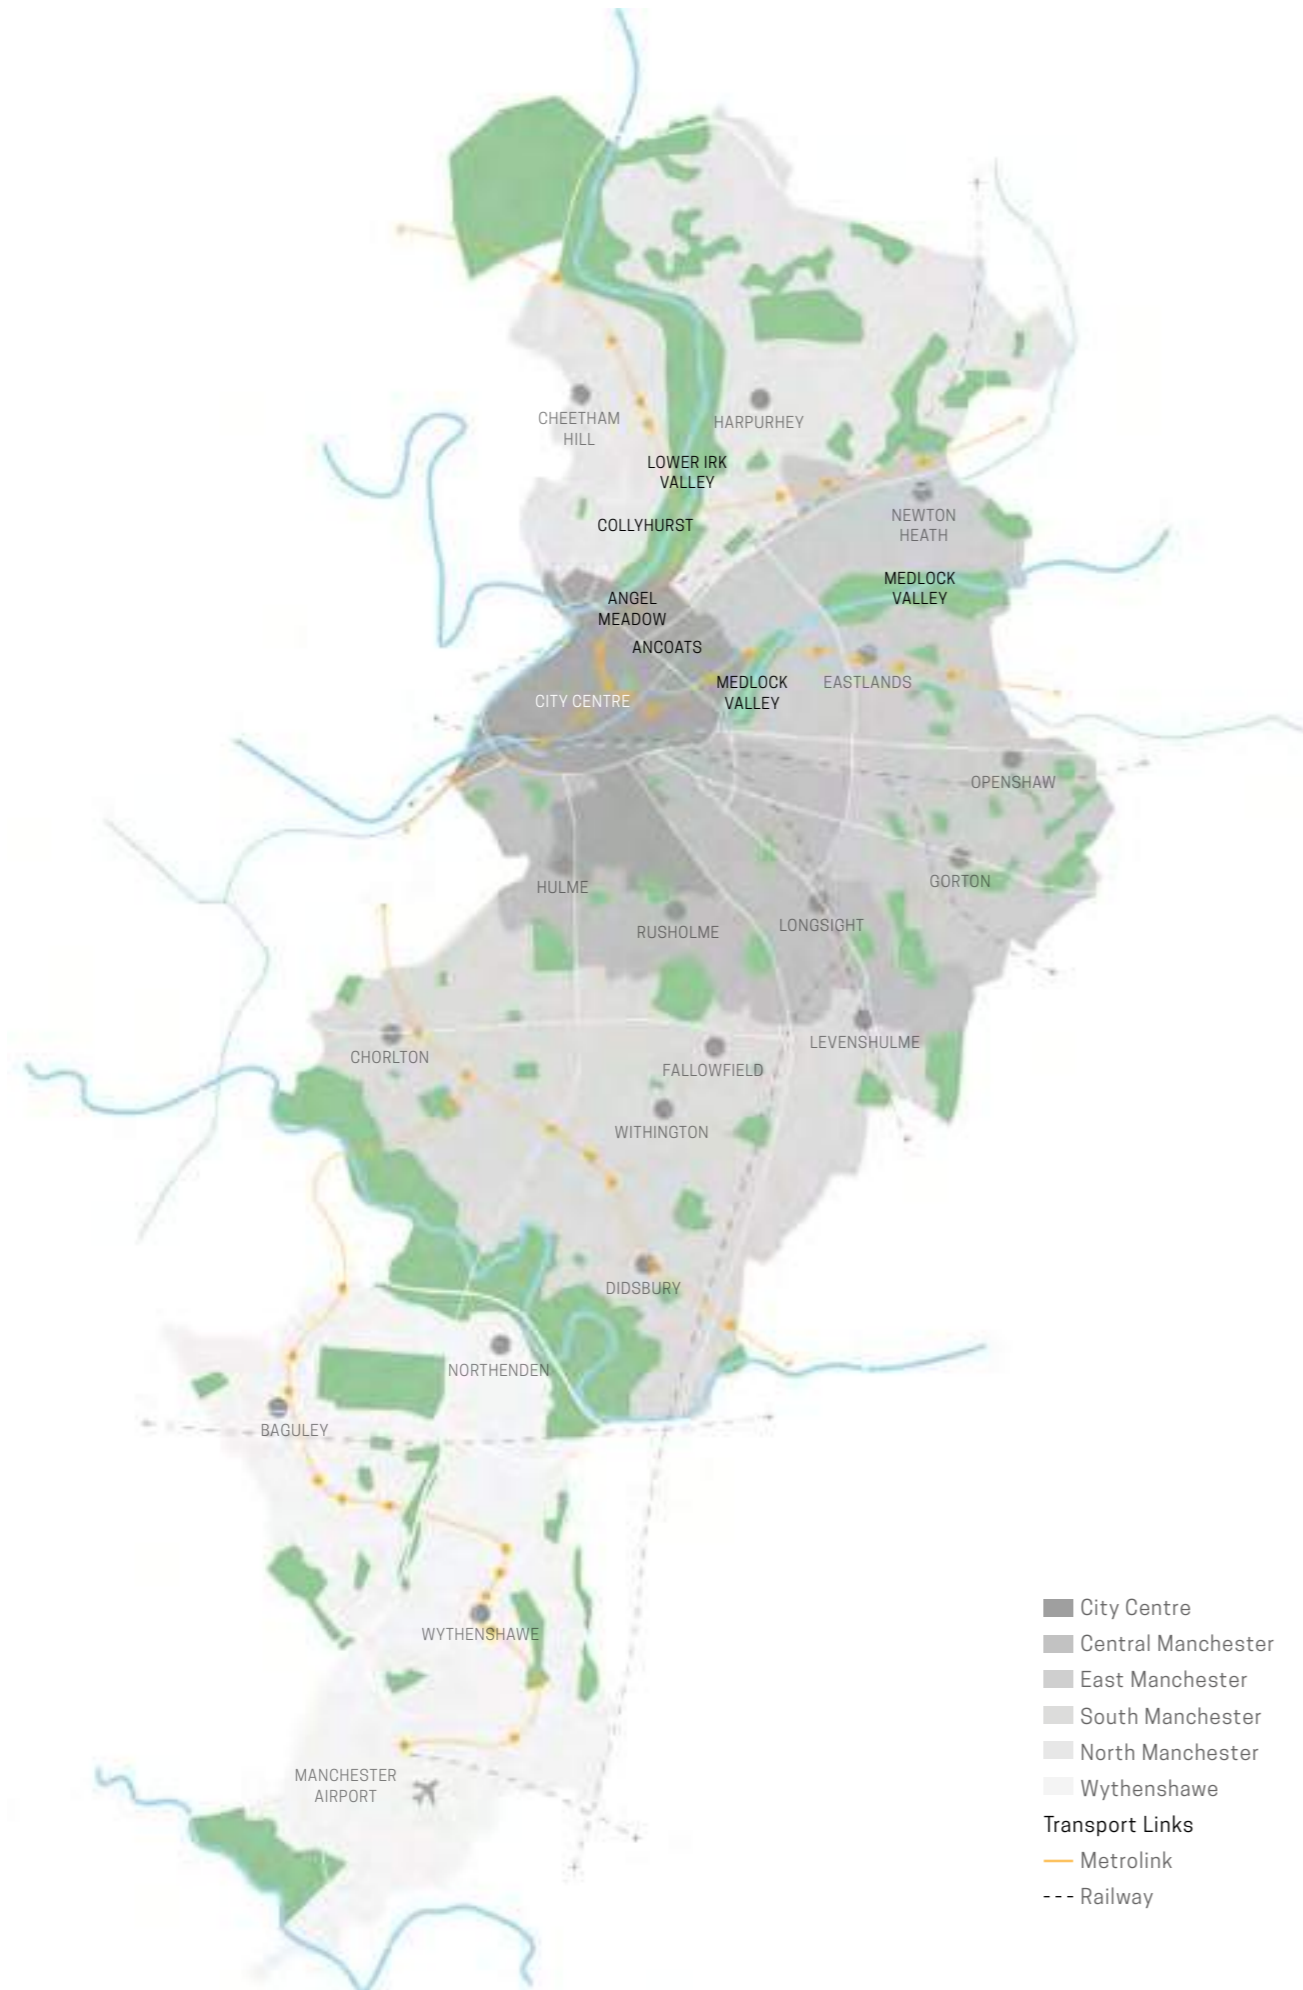 CHEETHAM
HILL
HARPURHEY
LOWER IRK
VALLEY
COLLYHURST
NEWTON
HEATH
MEDLOCK
VALLEY
ANGEL
MEADOW
ANCOATS
CITY CENTRE
MEDLOCK
VALLEY
EASTLANDS
OPENSHAW
HULME
GORTON
RUSHOLME
LONGSIGHT
CHORLTON
LEVENSHULME
FALLOWFIELD
WITHINGTON
DIDSBURY
NORTHENDEN
BAGULEY
WYTHENSHAWE
MANCHESTER
AIRPORT
City Centre
Central Manchester
East Manchester
South Manchester
North Manchester
Wythenshawe
Transport Links
Metrolink
Railway